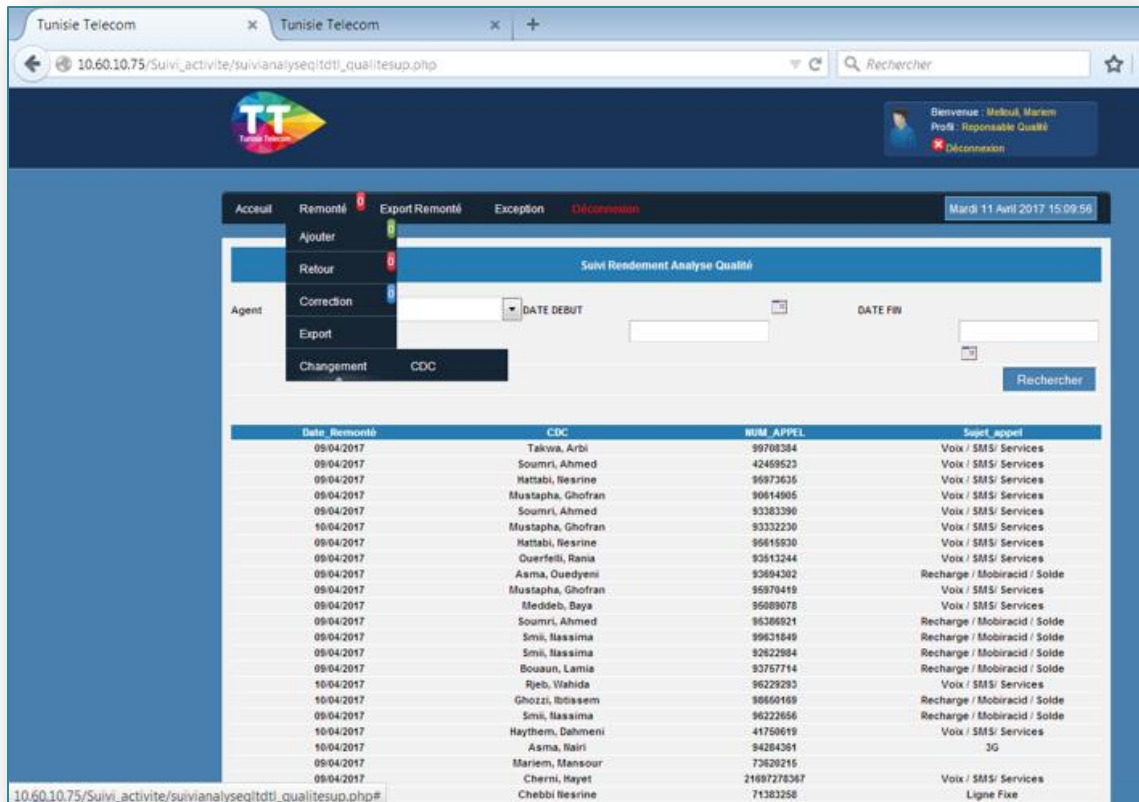 Tunisie Telecom × Tunisie Telecom × +
10.60.10.75/Suivi_activite/suivianalyseqltdtl_qualitesup.php Rechercher
TT
Tunisie Telecom
Bienvenue : Mellouli, Mariem
Profil : Reponsable Qualité
Déconnexion
Acceuil Remonté 0 Export Remonté Exception Déconnexion Mardi 11 Avril 2017 15:09:56
Ajouter 0
Retour 0
Correction 0
Export
Changement CDC
Suivi Rendement Analyse Qualité
Agent DATE DEBUT DATE FIN
Rechercher
Date_Remonté CDC NUM_APPEL Sujet_appel
09/04/2017 Takwa, Arbi 99708384 Voix / SMS/ Services
09/04/2017 Soumri, Ahmed 42469523 Voix / SMS/ Services
09/04/2017 Hattabi, Nesrine 95973635 Voix / SMS/ Services
09/04/2017 Mustapha, Ghofran 90614905 Voix / SMS/ Services
09/04/2017 Soumri, Ahmed 93383390 Voix / SMS/ Services
10/04/2017 Mustapha, Ghofran 93332230 Voix / SMS/ Services
09/04/2017 Hattabi, Nesrine 95615930 Voix / SMS/ Services
09/04/2017 Ouerfelli, Rania 93513244 Voix / SMS/ Services
09/04/2017 Asma, Ouedyeni 93694302 Recharge / Mobiracid / Solde
09/04/2017 Mustapha, Ghofran 95970419 Voix / SMS/ Services
09/04/2017 Meddeb, Baya 95089078 Voix / SMS/ Services
09/04/2017 Soumri, Ahmed 95386921 Recharge / Mobiracid / Solde
09/04/2017 Smii, Nassima 99631849 Recharge / Mobiracid / Solde
09/04/2017 Smii, Nassima 92622984 Recharge / Mobiracid / Solde
09/04/2017 Bouaun, Lamia 93757714 Recharge / Mobiracid / Solde
10/04/2017 Rjeb, Wahida 96229293 Voix / SMS/ Services
10/04/2017 Ghozzi, Ibtissem 98650169 Recharge / Mobiracid / Solde
09/04/2017 Smii, Nassima 96222656 Recharge / Mobiracid / Solde
10/04/2017 Haythem, Dahmeni 41750619 Voix / SMS/ Services
10/04/2017 Asma, Nairi 94284361 3G
09/04/2017 Mariem, Mansour 73620215
09/04/2017 Cherni, Hayet 21697278367 Voix / SMS/ Services
Chebbi Nesrine 71383258 Ligne Fixe
10.60.10.75/Suivi_activite/suivianalyseqltdtl_qualitesup.php#